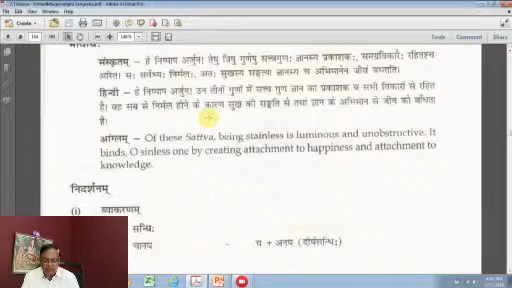 संस्कृतम् – हे निष्पाप अर्जुन! तेषु त्रिषु गुणेषु सत्त्वगुणः ज्ञानस्य प्रकाशकः, समग्रविकारैः रहितश्च
अस्ति। सः सर्वेभ्यः निर्मलः, अतः सुखस्य सङ्गत्या ज्ञानस्य च अभिमानेन जीवं बध्नाति।
हिन्दी – हे निष्पाप अर्जुन! उन तीनों गुणों में सत्त्व गुण ज्ञान का प्रकाशक च सभी विकारों से रहित
है। वह सब से निर्मल होने के कारण सुख की सङ्गति से तथा ज्ञान के अभिमान से जीव को बाँधता
है।
आंग्लम् – Of these Sattva, being stainless is luminous and unobstructive. It
binds, O sinless one by creating attachment to happiness and attachment to
knowledge.
निदर्शनम्
(i) व्याकरणम्
सन्धिः
चानघ - च + अनघ (दीर्घसन्धिः)